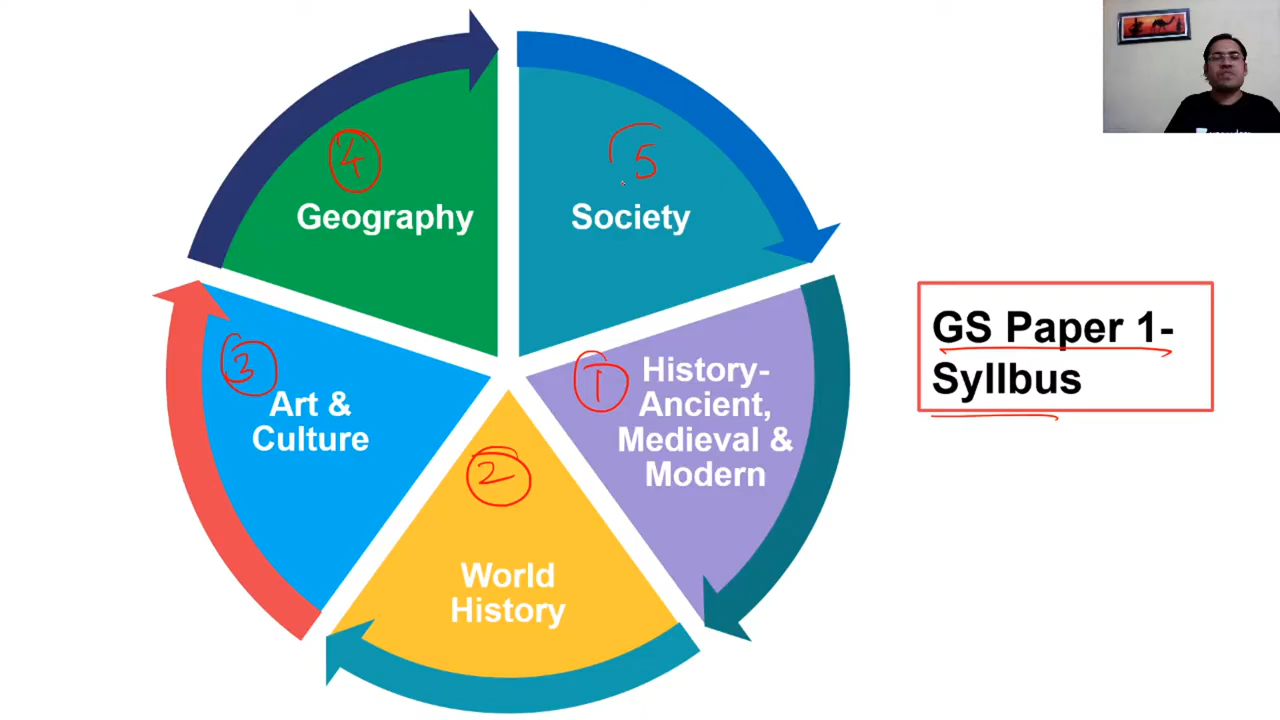 4
Geography
5
Society
1
History-
Ancient,
Medieval &
Modern
2
World
History
3
Art &
Culture
GS Paper 1-
Syllbus